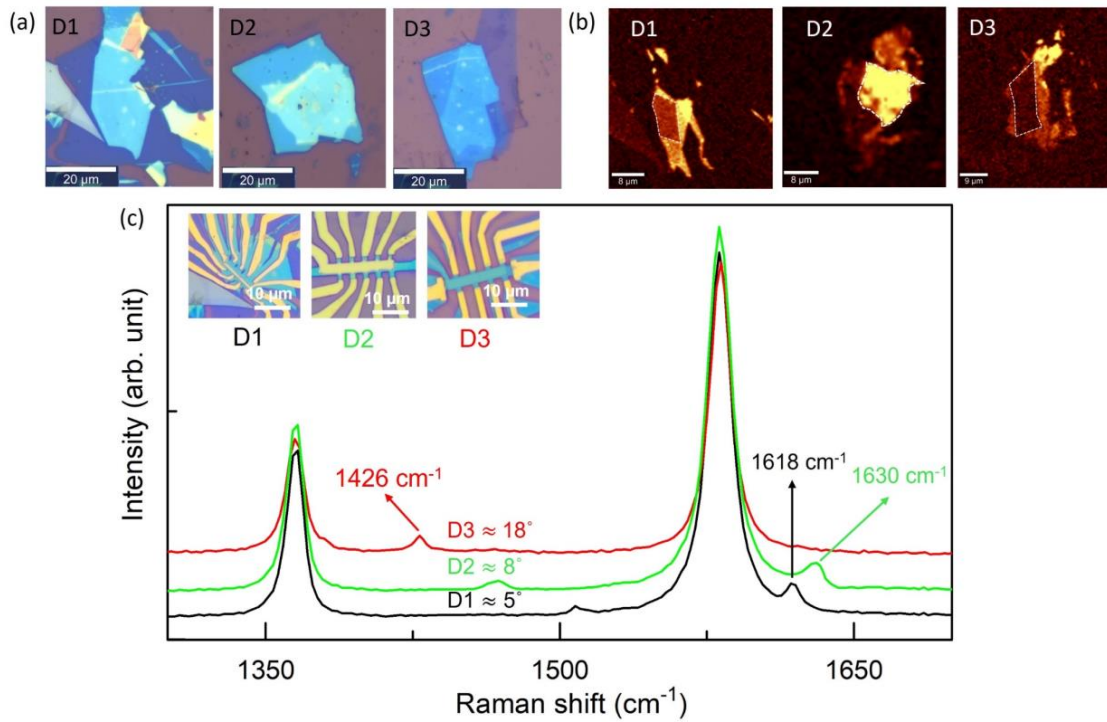 (a) D1 D2 D3 (b) D1 D2 D3
20 μm 20 μm 20 μm 8 μm 8 μm 9 μm
(c)
10 μm 10 μm 10 μm
D1 D2 D3
1426 cm⁻¹
1618 cm⁻¹
1630 cm⁻¹
D3 ≈ 18°
D2 ≈ 8°
D1 ≈ 5°
Intensity (arb. unit)
1350 1500 1650
Raman shift (cm⁻¹)